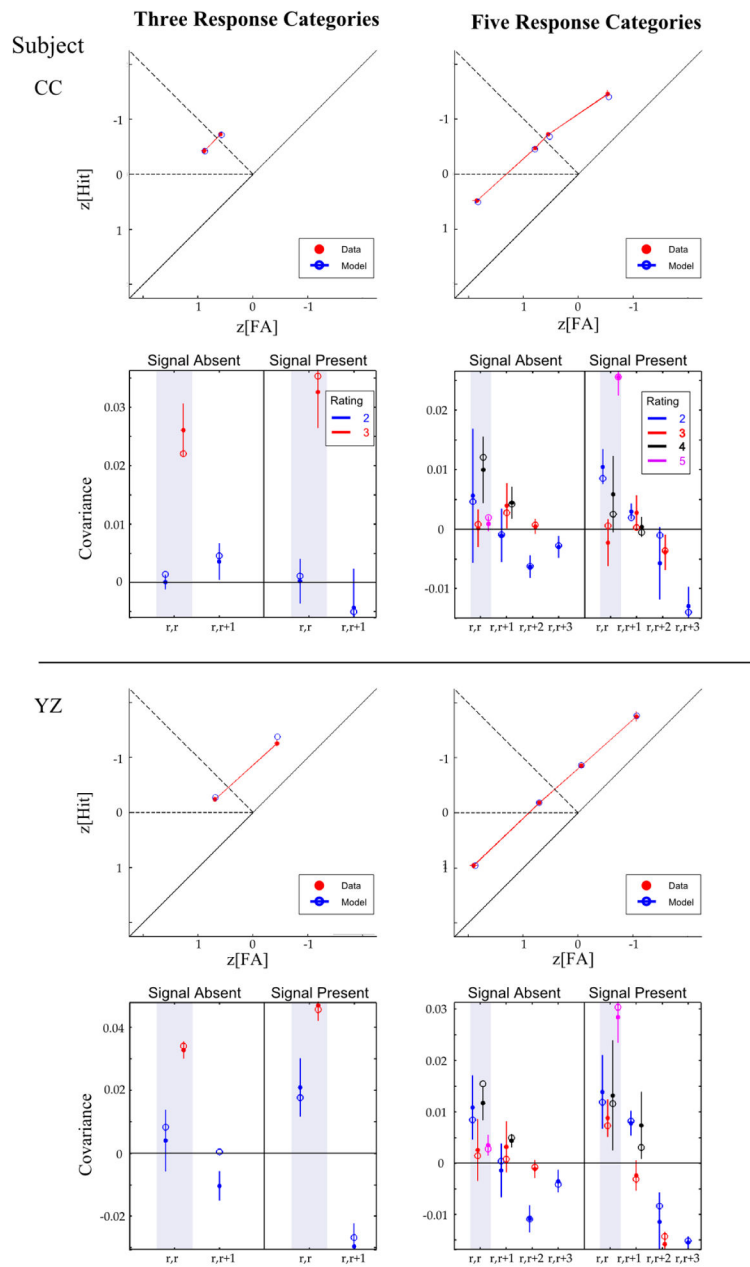 Three Response Categories
Five Response Categories
Subject
CC
-1
0
1
z[Hit]
1
0
-1
z[FA]
Data
Model
-1
0
1
z[Hit]
1
0
-1
z[FA]
Data
Model
Signal Absent
Signal Present
0.03
0.02
0.01
0
Covariance
Rating
2
3
r,r
r,r+1
r,r
r,r+1
Signal Absent
Signal Present
0.02
0.01
0
-0.01
Rating
2
3
4
5
r,r
r,r+1
r,r+2
r,r+3
r,r
r,r+1
r,r+2
r,r+3
YZ
-1
0
1
z[Hit]
1
0
-1
z[FA]
Data
Model
-1
0
1
z[Hit]
1
0
-1
z[FA]
Data
Model
Signal Absent
Signal Present
0.04
0.02
0
-0.02
Covariance
r,r
r,r+1
r,r
r,r+1
Signal Absent
Signal Present
0.03
0.02
0.01
0
-0.01
r,r
r,r+1
r,r+2
r,r+3
r,r
r,r+1
r,r+2
r,r+3